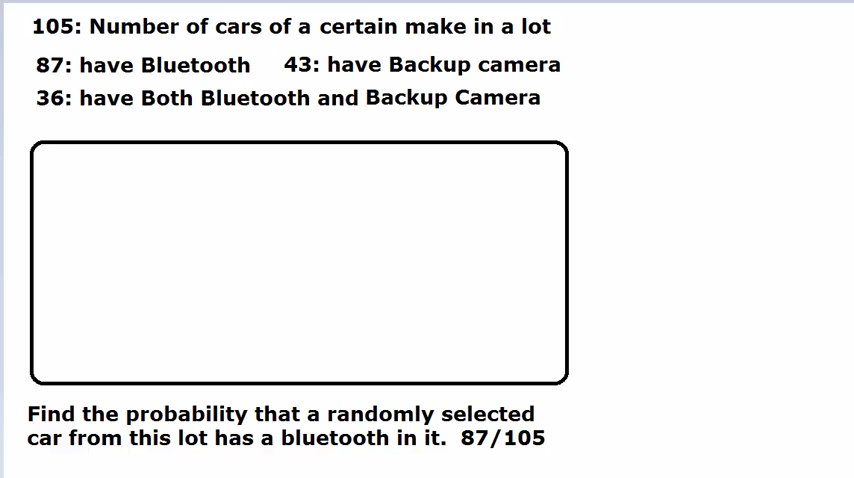 105: Number of cars of a certain make in a lot
87: have Bluetooth 43: have Backup camera
36: have Both Bluetooth and Backup Camera
Find the probability that a randomly selected
car from this lot has a bluetooth in it. 87/105